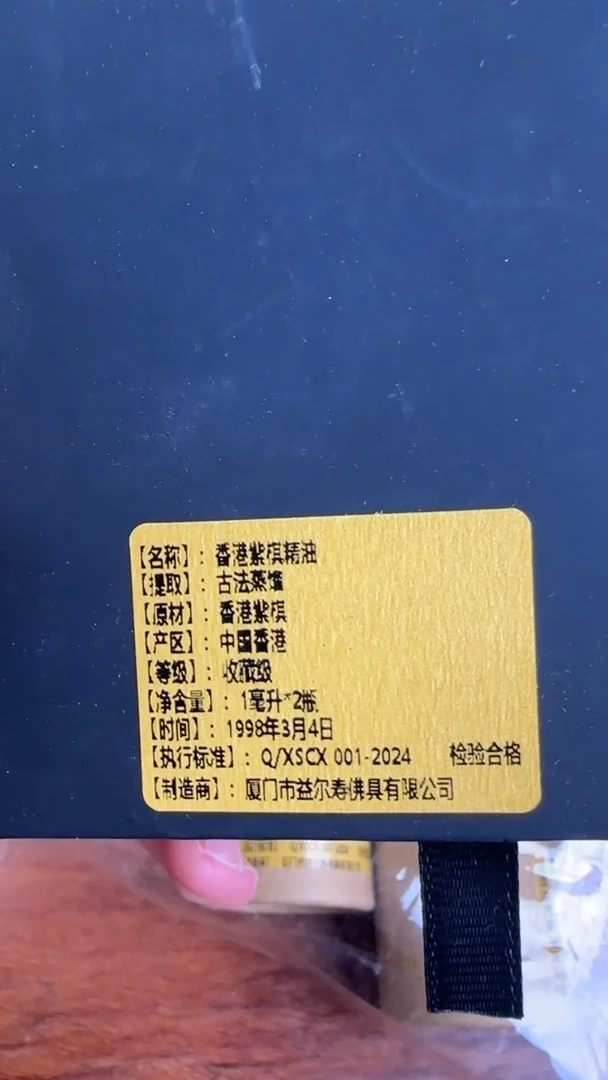 【名称】：香港紫棋精油
【提取】：古法蒸馏
【原材】：香港紫棋
【产区】：中国香港
【等级】：收藏级
【净含量】：1毫升*2瓶
【时间】：1998年3月4日
【执行标准】：Q/XSCX 001-2024 检验合格
【制造商】：厦门市益尔寿佛具有限公司